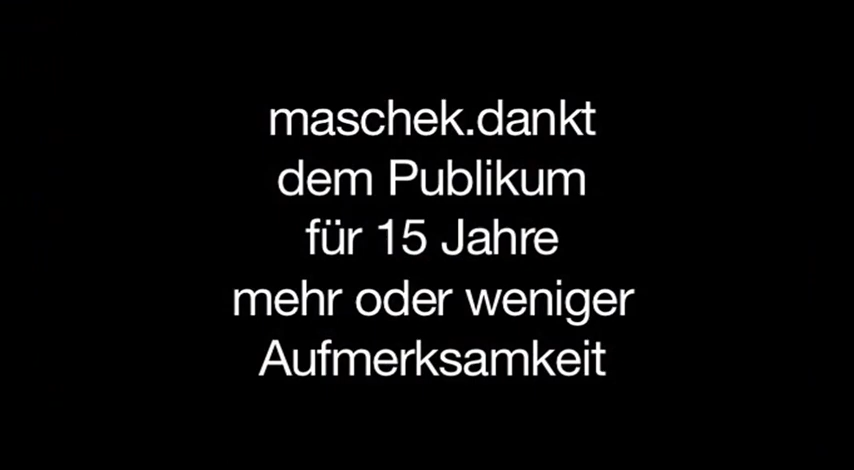 maschek.dankt
dem Publikum
für 15 Jahre
mehr oder weniger
Aufmerksamkeit